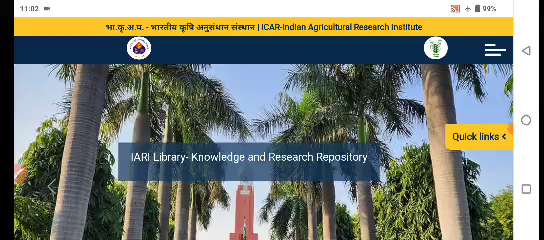 11:02
99%
भा.कृ.अ.प. - भारतीय कृषि अनुसंधान संस्थान | ICAR-Indian Agricultural Research Institute
Quick links
IARI Library- Knowledge and Research Repository